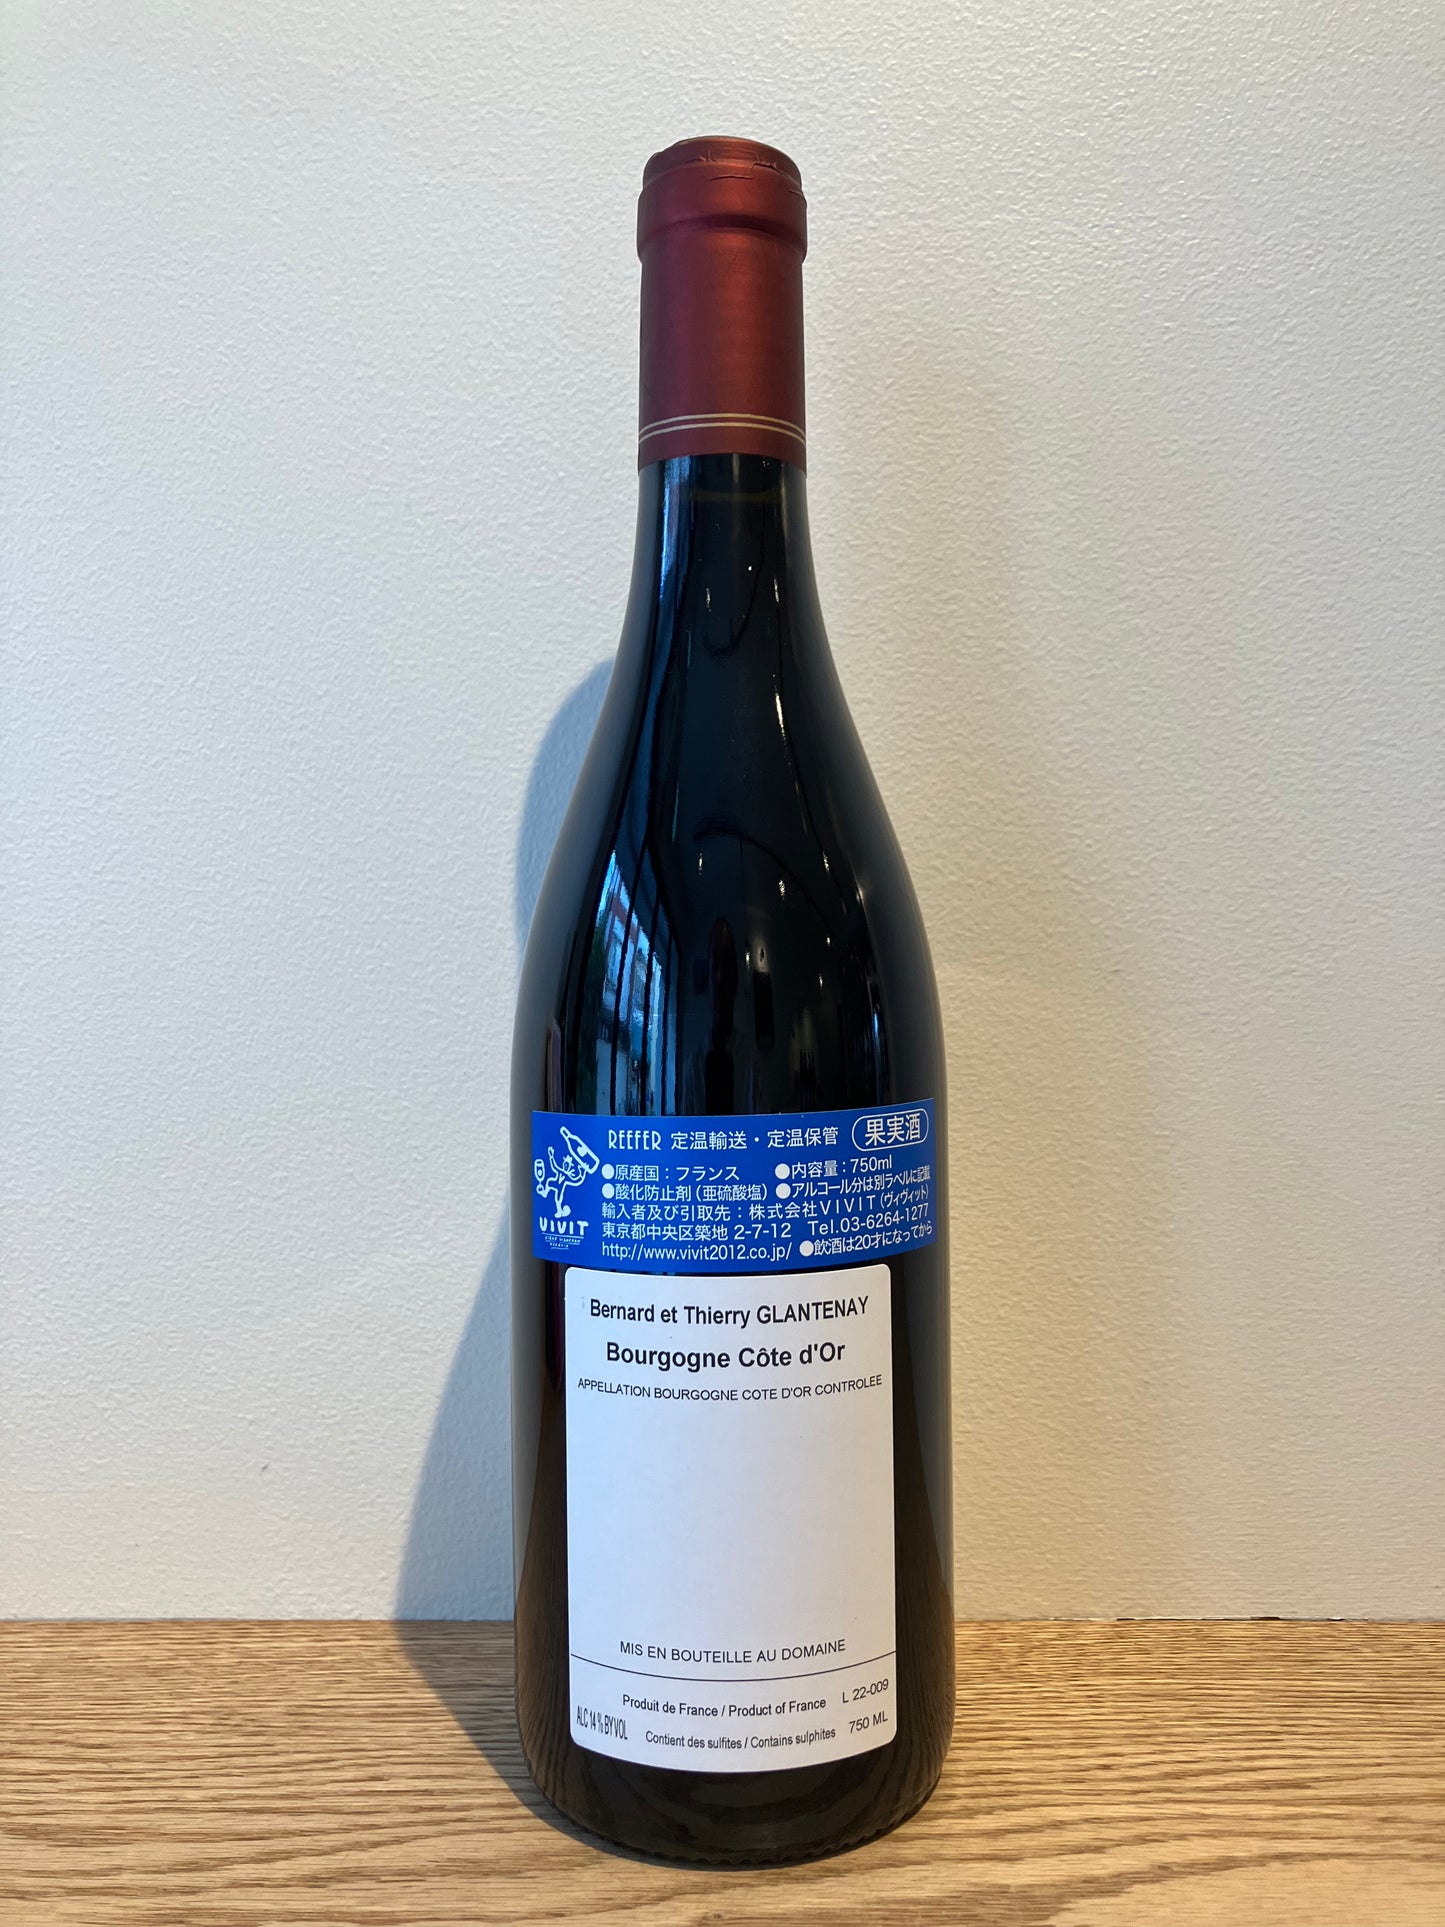 REEFER 定温輸送・定温保管 果実酒
●原産国：フランス ●内容量：750ml
●酸化防止剤（亜硫酸塩） ●アルコール分は別ラベルに記載
輸入者及び引取先：株式会社VIVIT（ヴィヴィット）
東京都中央区築地 2-7-12 Tel.03-6264-1277
http://www.vivit2012.co.jp/ ●飲酒は20才になってから
VIVIT
Bernard et Thierry GLANTENAY
Bourgogne Côte d'Or
APPELLATION BOURGOGNE COTE D'OR CONTROLEE
MIS EN BOUTEILLE AU DOMAINE
Produit de France / Product of France L 22-009
ALC 14 % BY VOL Contient des sulfites / Contains sulphites 750 ML